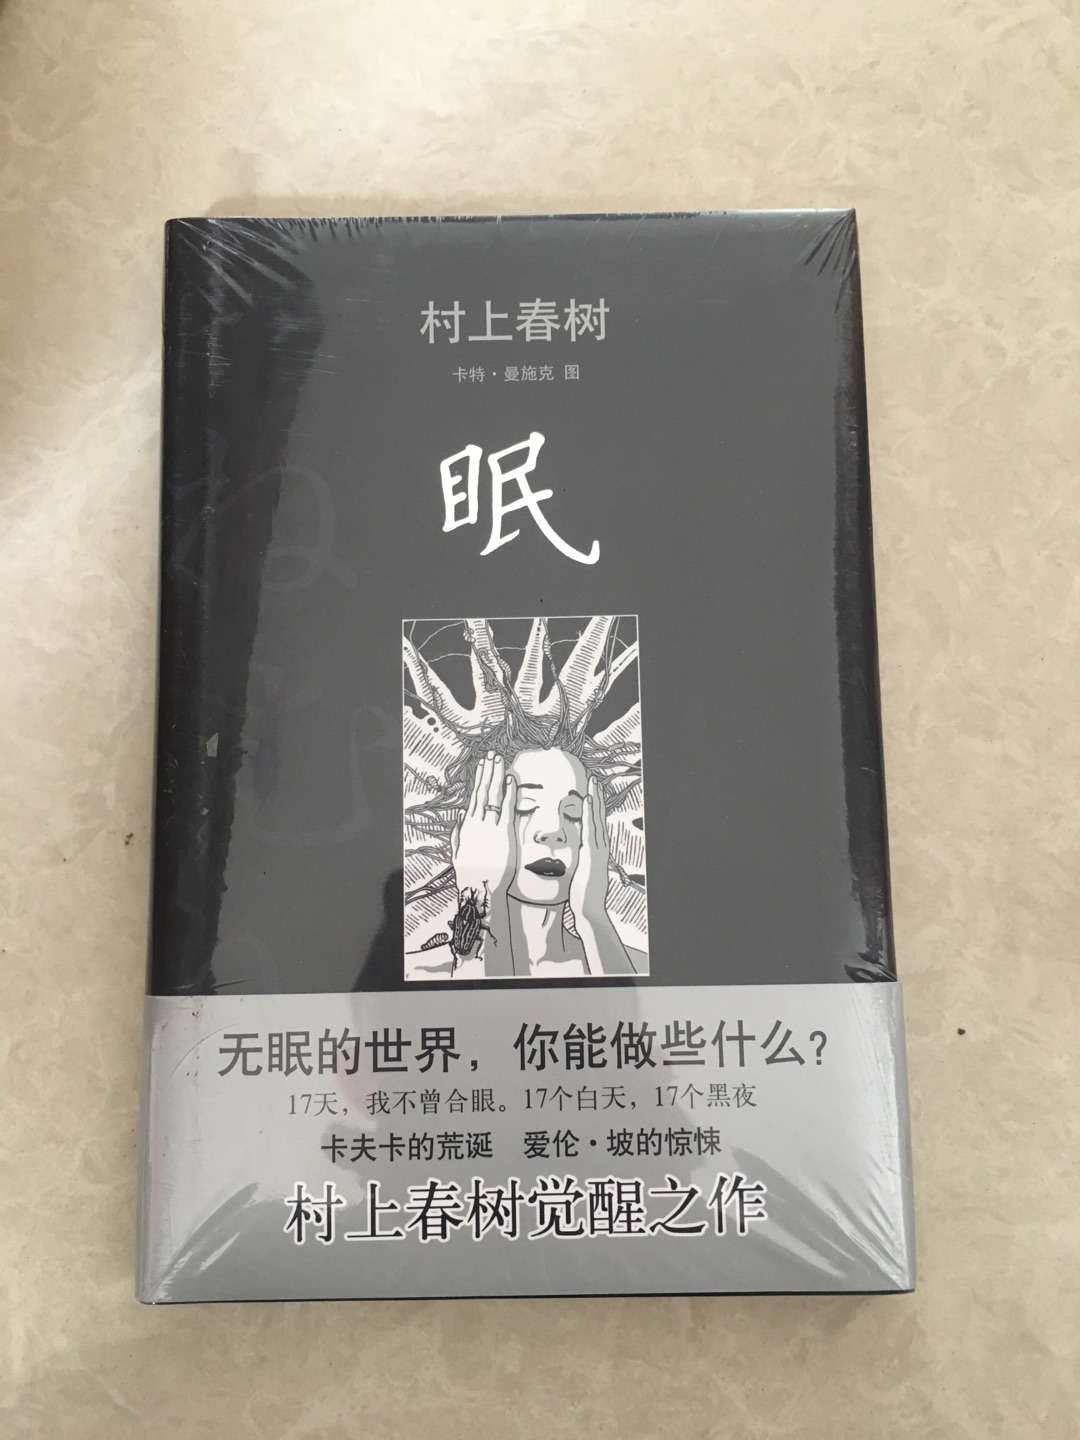 村上春树
卡特·曼施克 图
眠
无眠的世界，你能做些什么？
17天，我不曾合眼。17个白天，17个黑夜
卡夫卡的荒诞 爱伦·坡的惊悚
村上春树觉醒之作